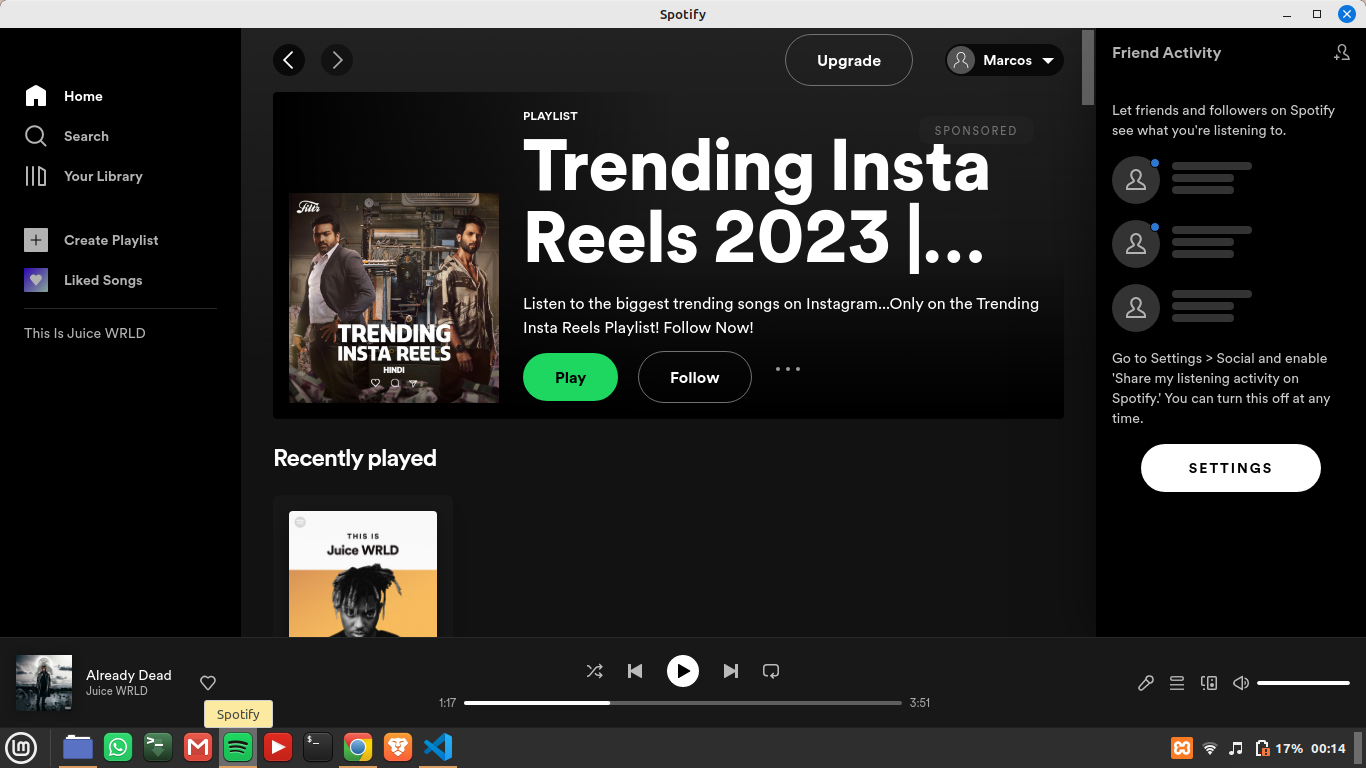 Spotify
Home
Search
Your Library
Create Playlist
Liked Songs
This Is Juice WRLD
Upgrade
Marcos
PLAYLIST
SPONSORED
Trending Insta
Reels 2023 |...
Filtr
TRENDING
INSTA REELS
HINDI
Listen to the biggest trending songs on Instagram...Only on the Trending
Insta Reels Playlist! Follow Now!
Play
Follow
Recently played
THIS IS
Juice WRLD
Friend Activity
Let friends and followers on Spotify
see what you're listening to.
Go to Settings > Social and enable
'Share my listening activity on
Spotify.' You can turn this off at any
time.
SETTINGS
Already Dead
Juice WRLD
1:17
3:51
Spotify
17%
00:14